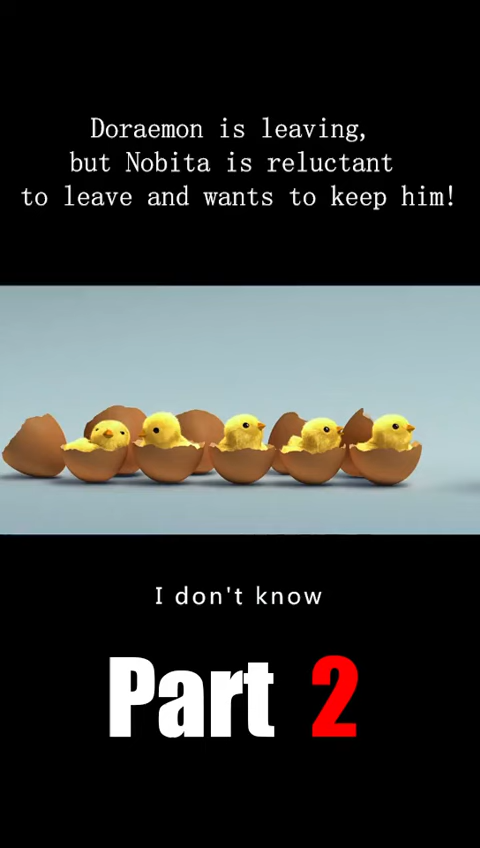 Doraemon is leaving,
but Nobita is reluctant
to leave and wants to keep him!
I don't know
Part 2